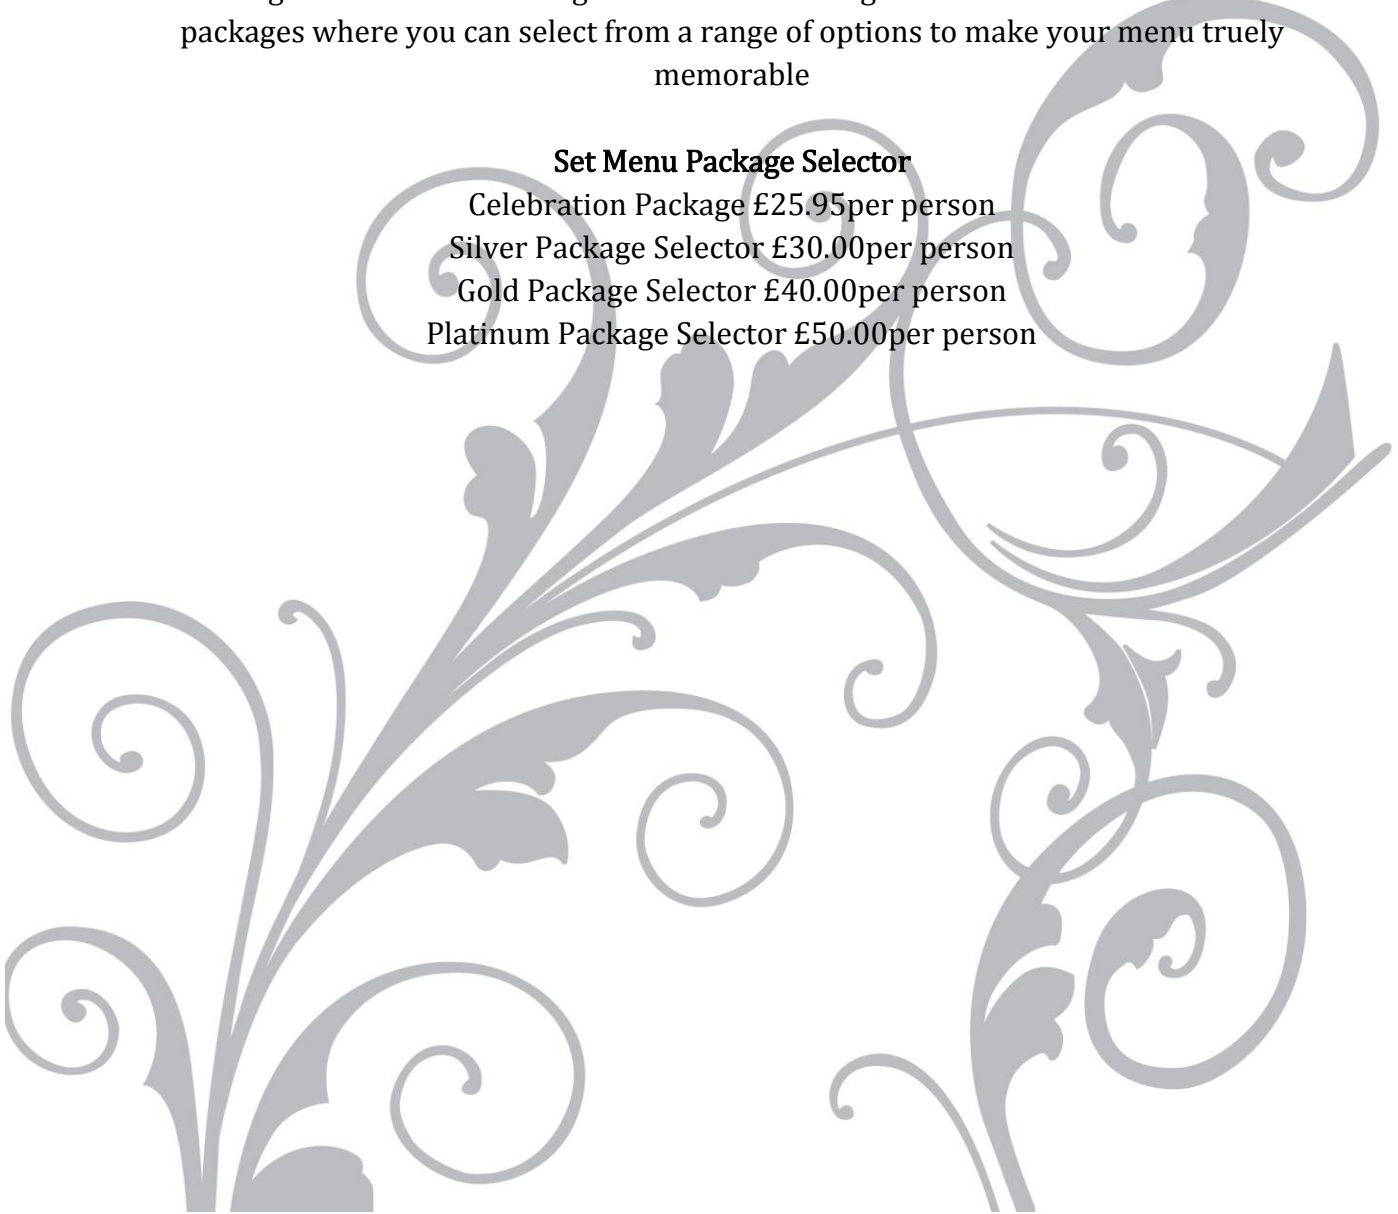 packages where you can select from a range of options to make your menu truely
memorable
Set Menu Package Selector
Celebration Package £25.95per person
Silver Package Selector £30.00per person
Gold Package Selector £40.00per person
Platinum Package Selector £50.00per person